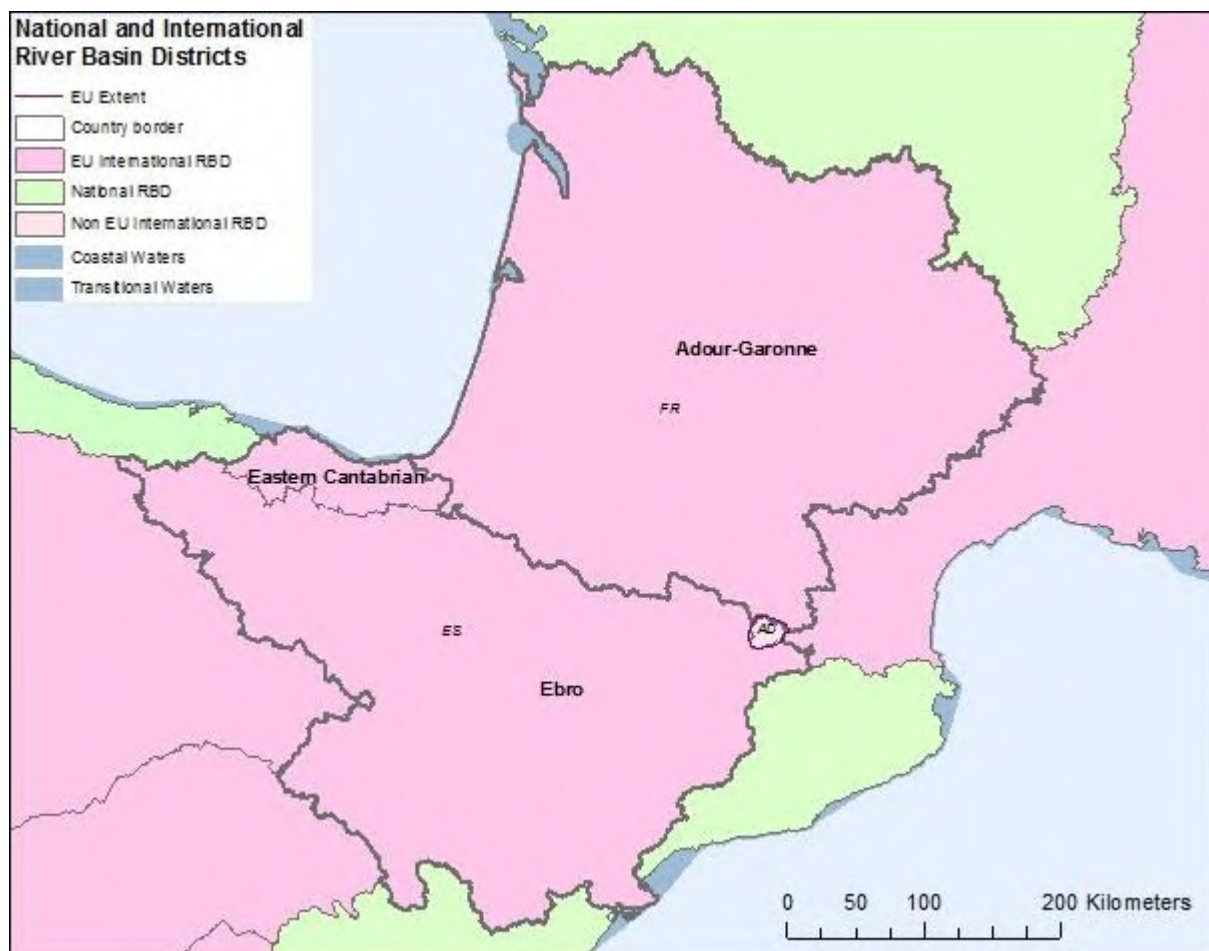 National and International
River Basin Districts
EU Extent
Country border
EU International RBD
National RBD
Non EU International RBD
Coastal Waters
Transitional Waters
Adour-Garonne
FR
Eastern Cantabrian
AD
ES
Ebro
0 50 100 200 Kilometers